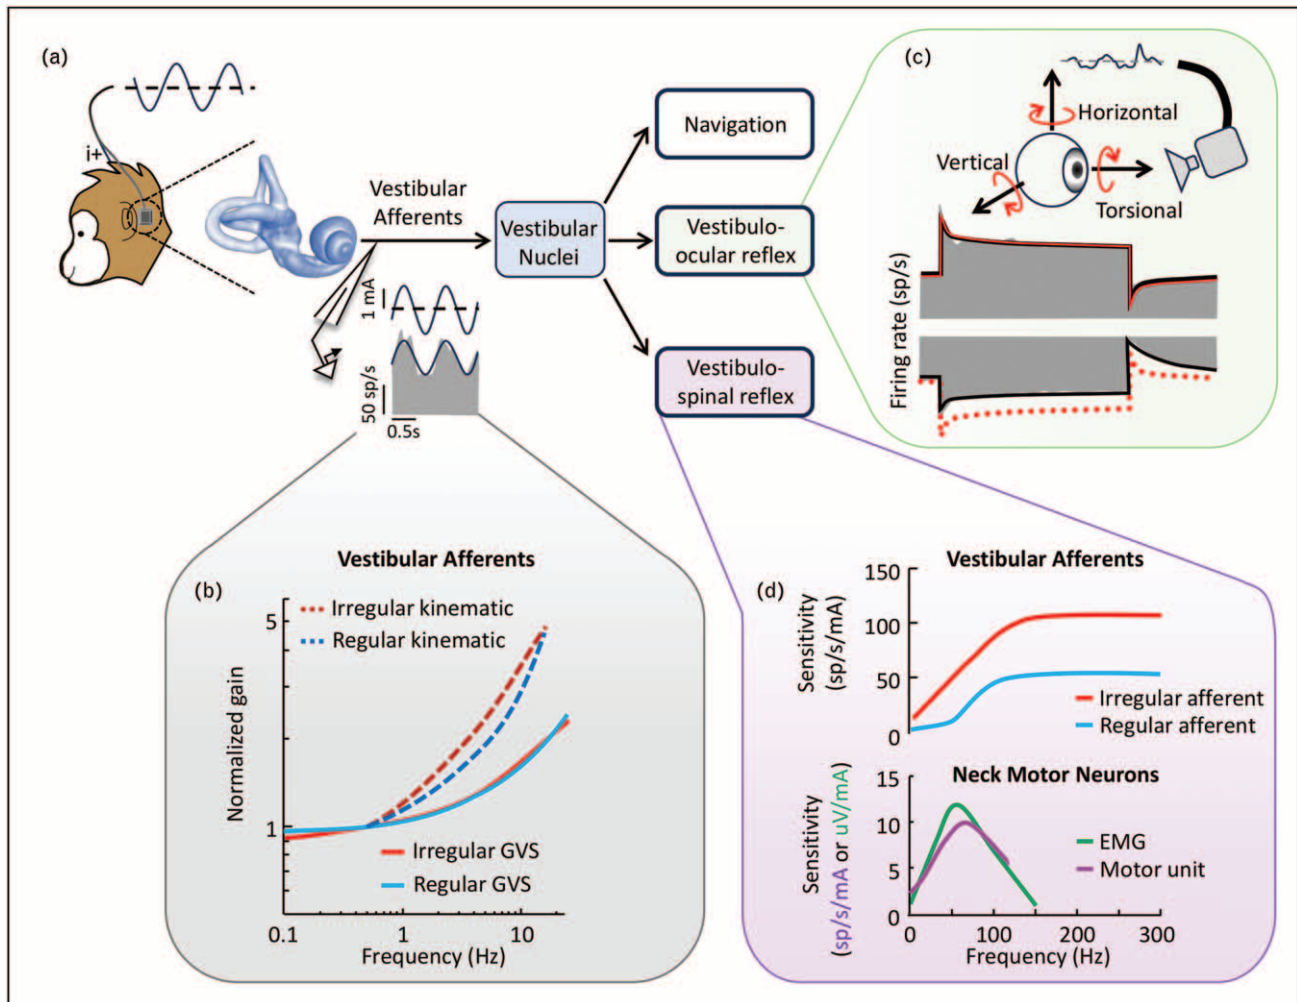 (a)
i+
Vestibular
Afferents
1 mA
50 sp/s
0.5s
Vestibular
Nuclei
Navigation
Vestibulo-
ocular reflex
Vestibulo-
spinal reflex
(c)
Horizontal
Vertical
Torsional
Firing rate (sp/s)
Vestibular Afferents
(b)
Irregular kinematic
Regular kinematic
Normalized gain
5
1
Irregular GVS
Regular GVS
0.1
1
10
Frequency (Hz)
Vestibular Afferents
(d)
Sensitivity
(sp/s/mA)
150
100
50
0
Irregular afferent
Regular afferent
Neck Motor Neurons
Sensitivity
(sp/s/mA or uV/mA)
15
10
5
0
EMG
Motor unit
0
100
200
300
Frequency (Hz)